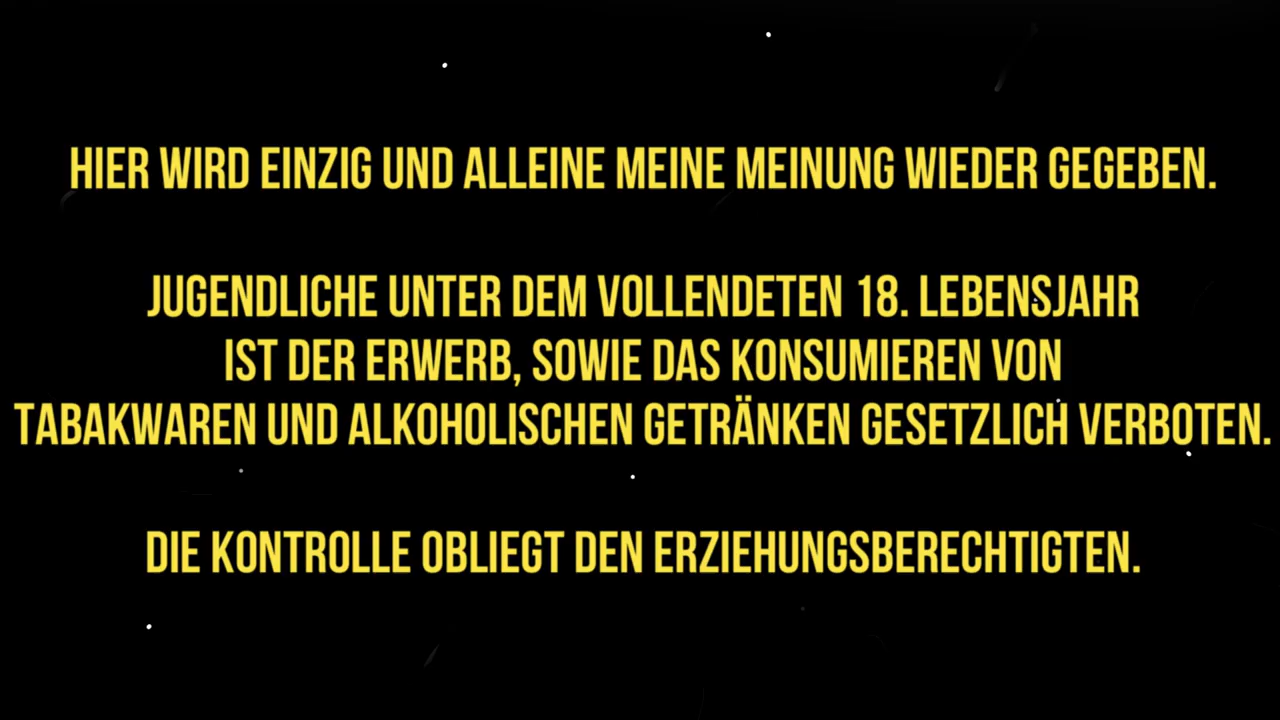 HIER WIRD EINZIG UND ALLEINE MEINE MEINUNG WIEDER GEGEBEN.
JUGENDLICHE UNTER DEM VOLLENDETEN 18. LEBENSJAHR
IST DER ERWERB, SOWIE DAS KONSUMIEREN VON
TABAKWAREN UND ALKOHOLISCHEN GETRÄNKEN GESETZLICH VERBOTEN.
DIE KONTROLLE OBLIEGT DEN ERZIEHUNGSBERECHTIGTEN.